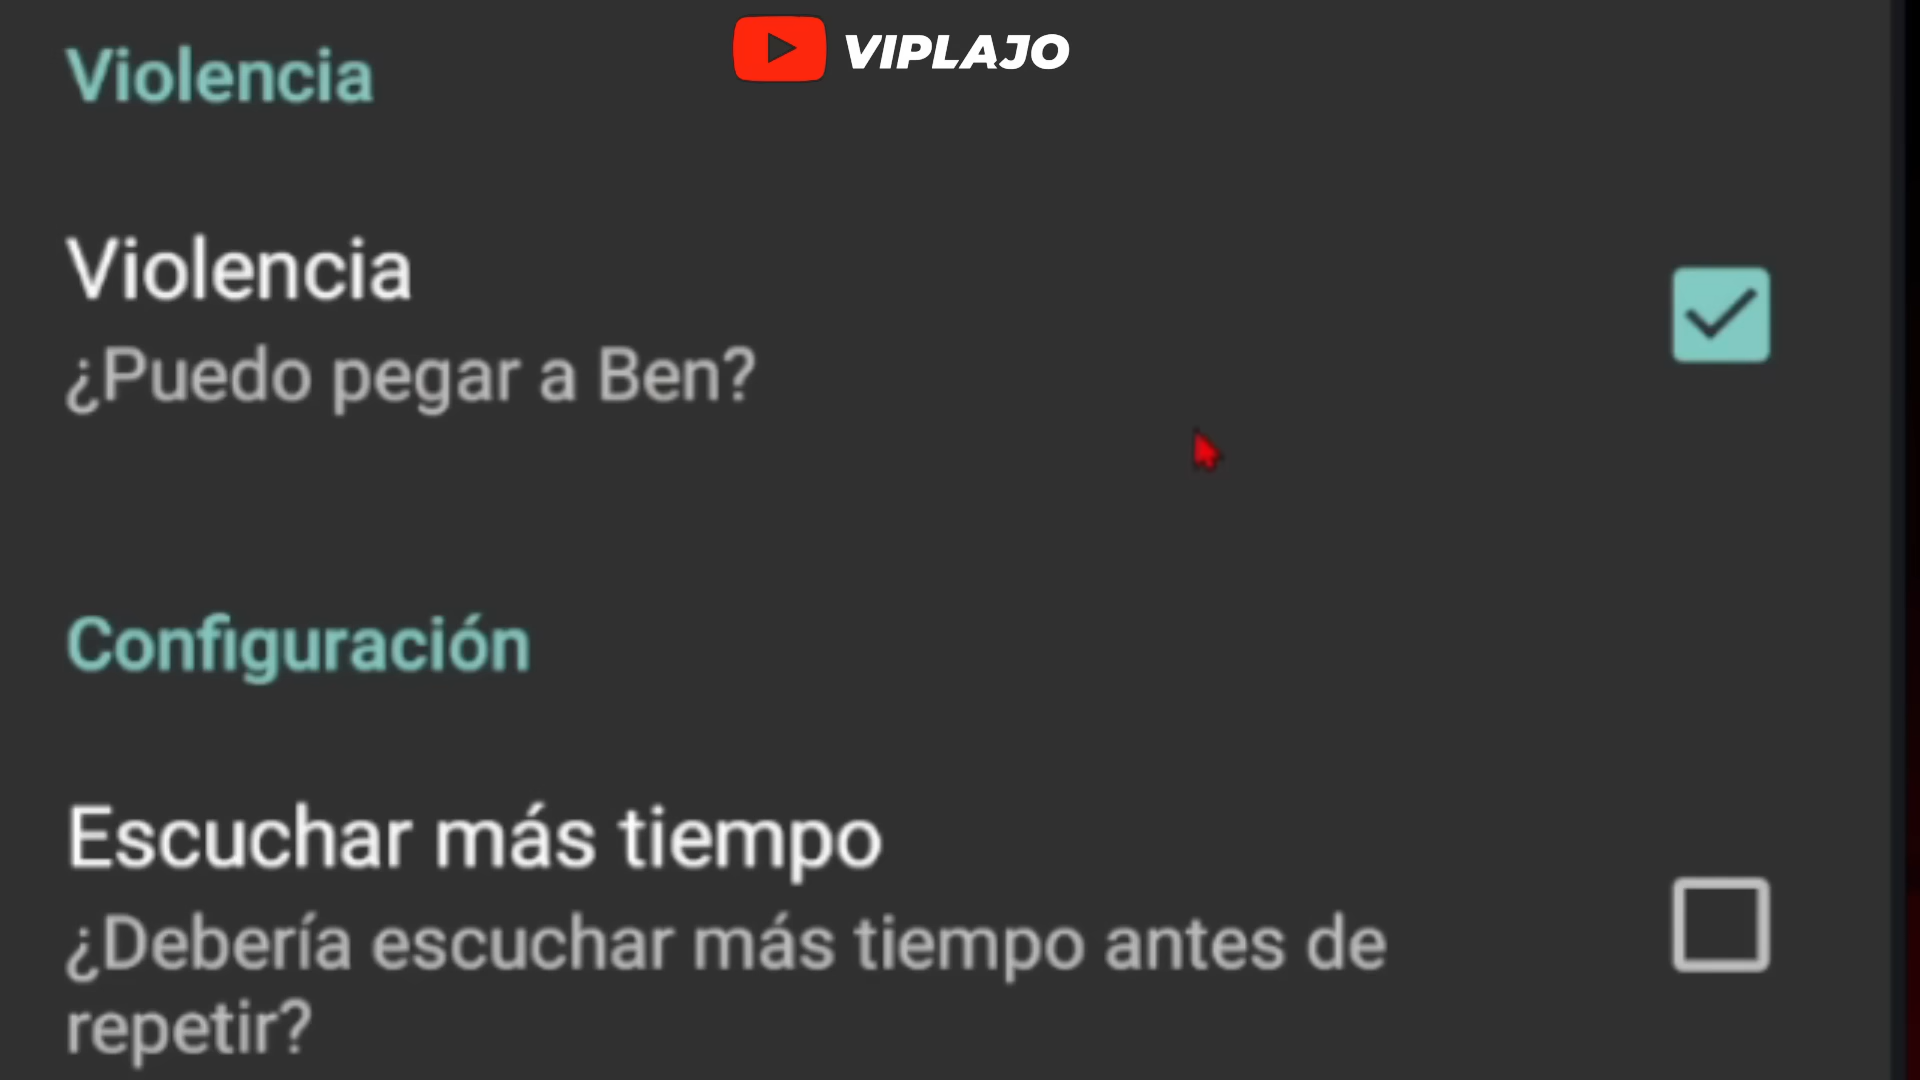 VIPLAJO
Violencia
Violencia
¿Puedo pegar a Ben?
Configuración
Escuchar más tiempo
¿Debería escuchar más tiempo antes de
repetir?